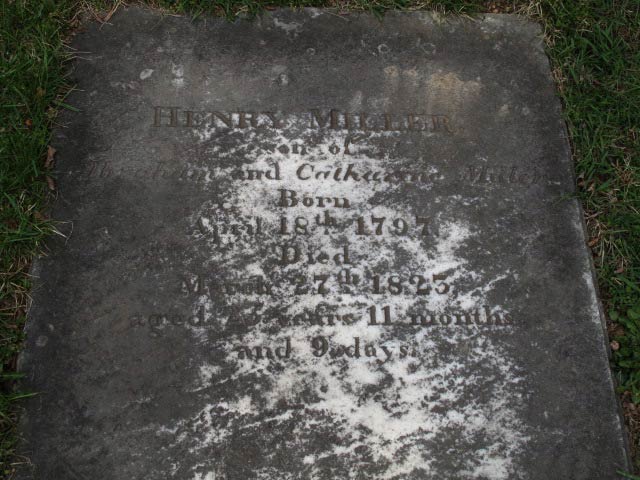 HENRY MILLER,
son of
Abraham and Catharine Miller
Born
April 18th 1797,
Died
March 27th 1823,
aged years 11 months
and 9 days.